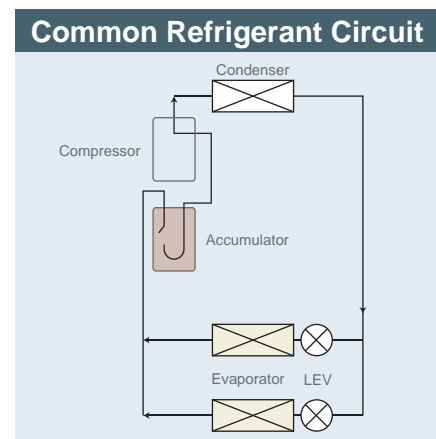 Common Refrigerant Circuit
Condenser
Compressor
Accumulator
Evaporator LEV